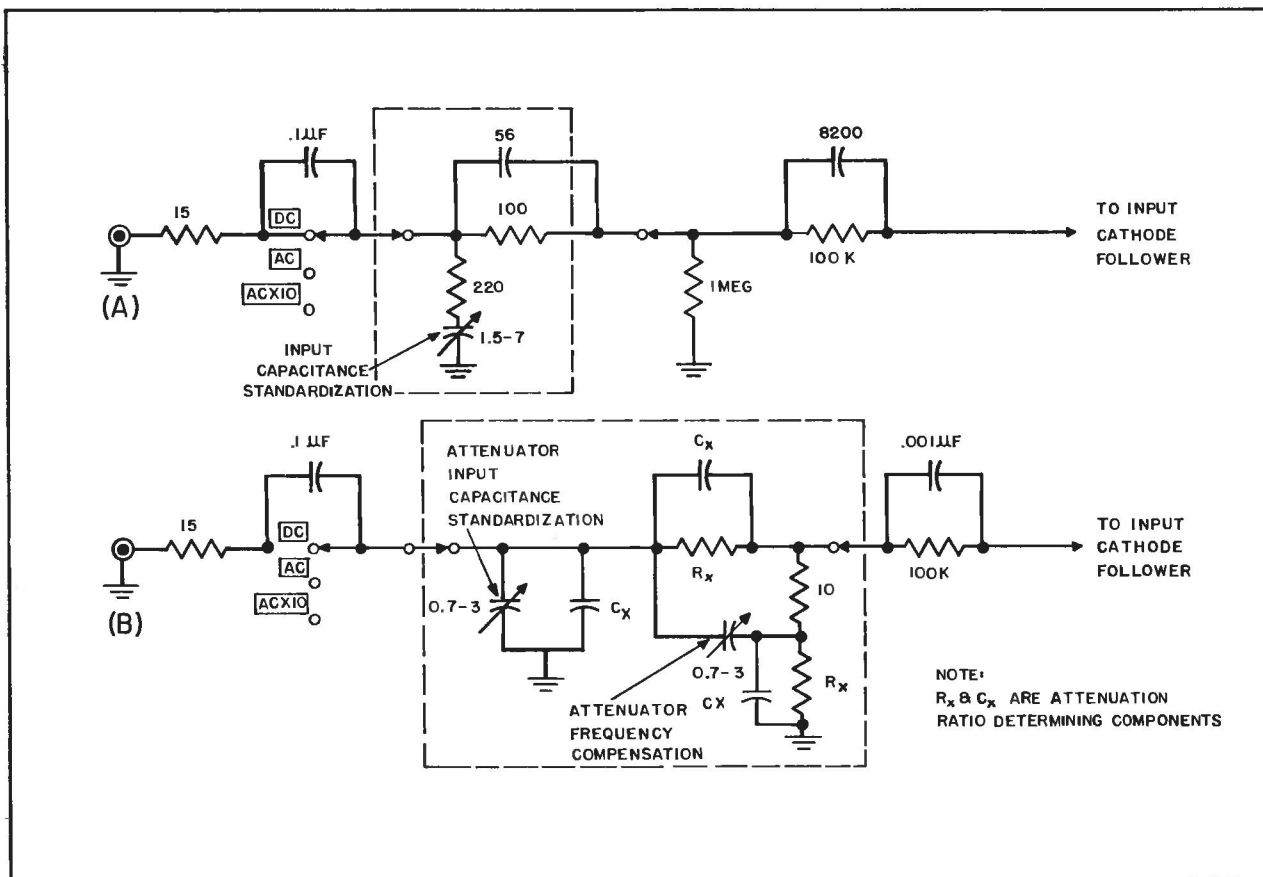 .1µF
56
8200
15
DC
100
100 K
TO INPUT
CATHODE
FOLLOWER
AC
ACX10
(A)
220
1 MEG
1.5-7
INPUT
CAPACITANCE
STANDARDIZATION
.1 µF
ATTENUATOR
INPUT
CAPACITANCE
STANDARDIZATION
CX
.001µF
15
DC
RX
100K
TO INPUT
CATHODE
FOLLOWER
AC
ACX10
(B)
0.7-3
CX
10
0.7-3
CX
RX
ATTENUATOR
FREQUENCY
COMPENSATION
NOTE:
RX & CX ARE ATTENUATION
RATIO DETERMINING COMPONENTS